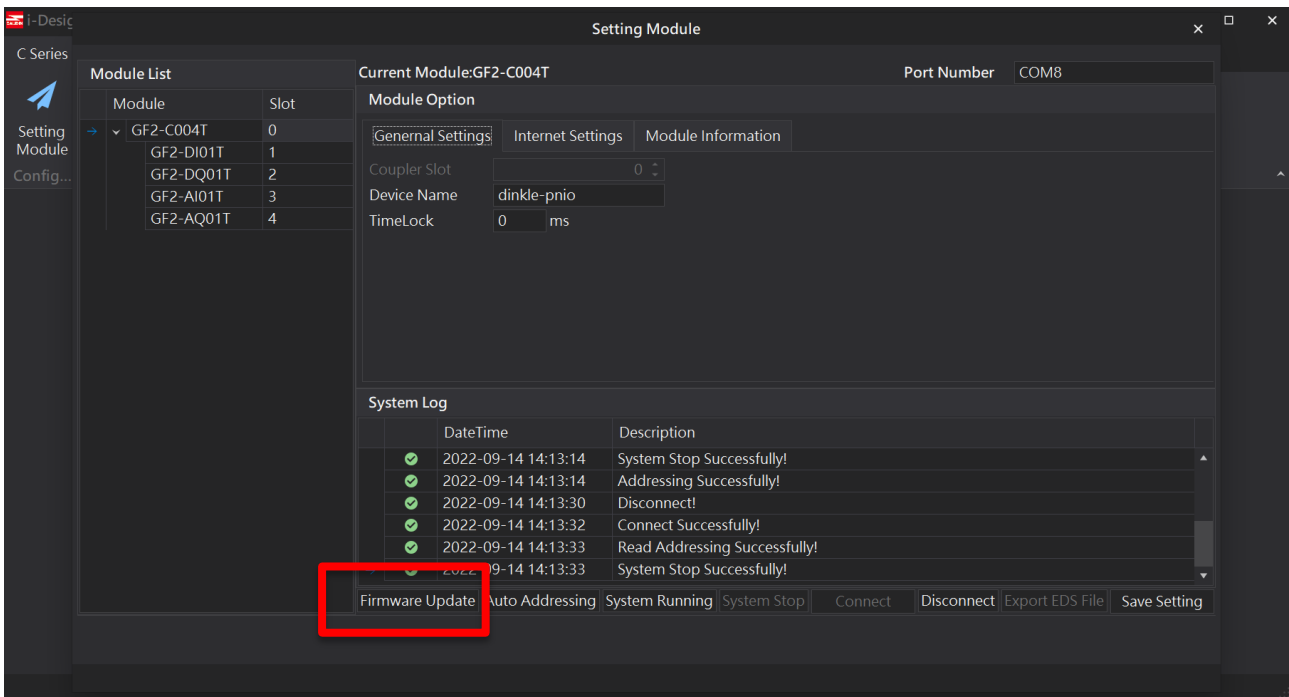 i-Desig
Setting Module
C Series
Setting
Module
Config...
Module List
Module Slot
GF2-C004T 0
GF2-DI01T 1
GF2-DQ01T 2
GF2-AI01T 3
GF2-AQ01T 4
Current Module:GF2-C004T Port Number COM8
Module Option
Genernal Settings Internet Settings Module Information
Coupler Slot 0
Device Name dinkle-pnio
TimeLock 0 ms
System Log
DateTime Description
2022-09-14 14:13:14 System Stop Successfully!
2022-09-14 14:13:14 Addressing Successfully!
2022-09-14 14:13:30 Disconnect!
2022-09-14 14:13:32 Connect Successfully!
2022-09-14 14:13:33 Read Addressing Successfully!
2022-09-14 14:13:33 System Stop Successfully!
Firmware Update Auto Addressing System Running System Stop Connect Disconnect Export EDS File Save Setting